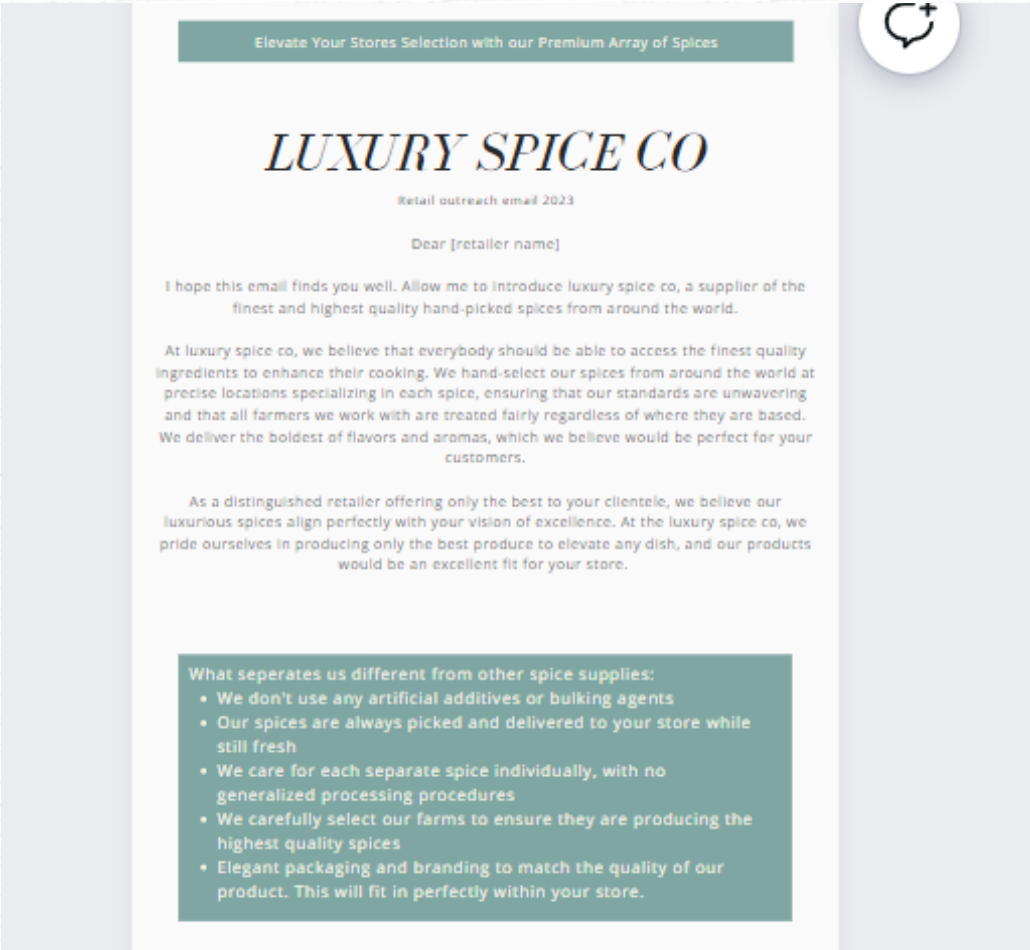 Elevate Your Stores Selection with our Premium Array of Spices
LUXURY SPICE CO
Retail outreach email 2023
Dear [retailer name]
I hope this email finds you well. Allow me to introduce luxury spice co, a supplier of the
finest and highest quality hand-picked spices from around the world.
At luxury spice co, we believe that everybody should be able to access the finest quality
ingredients to enhance their cooking. We hand-select our spices from around the world at
precise locations specializing in each spice, ensuring that our standards are unwavering
and that all farmers we work with are treated fairly regardless of where they are based.
We deliver the boldest of flavors and aromas, which we believe would be perfect for your
customers.
As a distinguished retailer offering only the best to your clientele, we believe our
luxurious spices align perfectly with your vision of excellence. At the luxury spice co, we
pride ourselves in producing only the best produce to elevate any dish, and our products
would be an excellent fit for your store.
What seperates us different from other spice supplies:
• We don't use any artificial additives or bulking agents
• Our spices are always picked and delivered to your store while
still fresh
• We care for each separate spice individually, with no
generalized processing procedures
• We carefully select our farms to ensure they are producing the
highest quality spices
• Elegant packaging and branding to match the quality of our
product. This will fit in perfectly within your store.